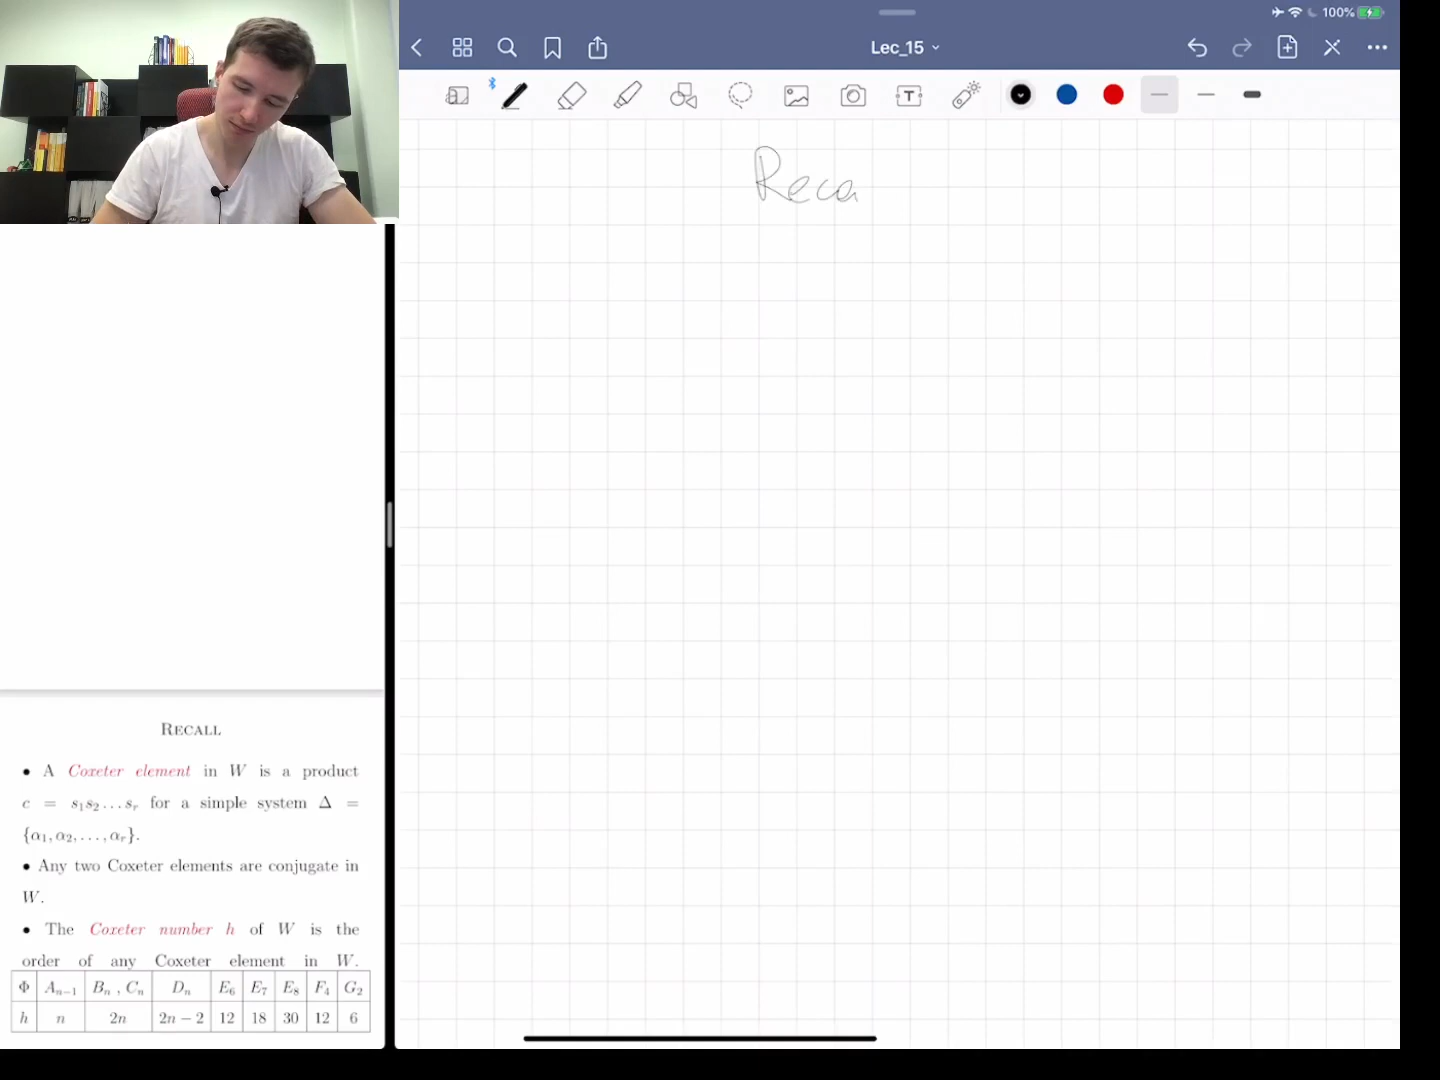 100%
Lec_15
T
Reca
RECALL
• A Coxeter element in W is a product
c = s₁s₂…sᵣ for a simple system Δ =
{α₁, α₂, …, αᵣ}.
• Any two Coxeter elements are conjugate in
W.
• The Coxeter number h of W is the
order of any Coxeter element in W.
Φ Aₙ₋₁ Bₙ , Cₙ Dₙ E₆ E₇ E₈ F₄ G₂
h n 2n 2n − 2 12 18 30 12 6